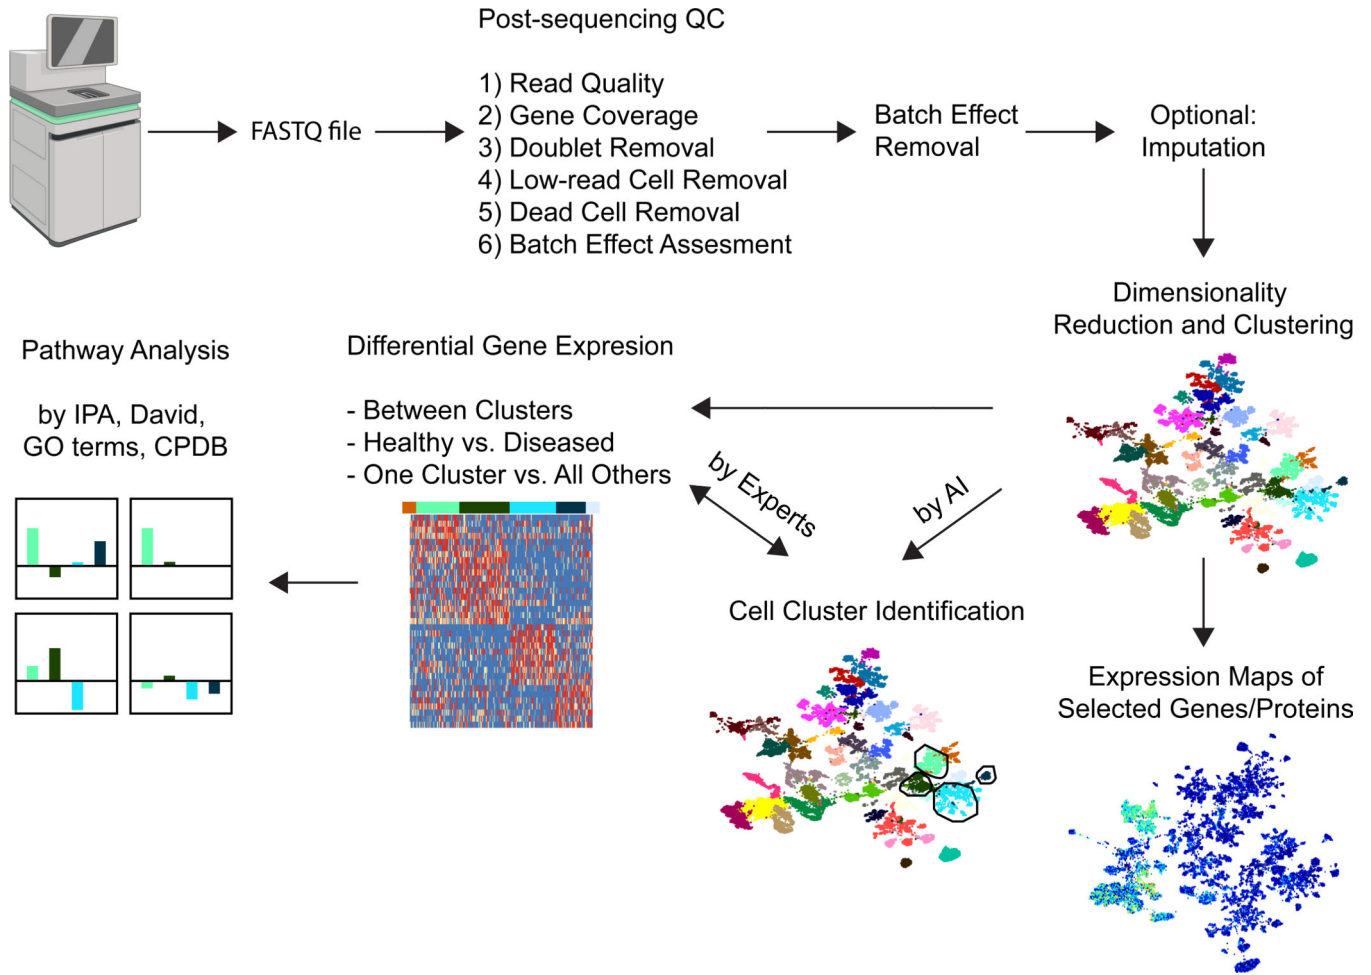 Post-sequencing QC
1) Read Quality
2) Gene Coverage
3) Doublet Removal
4) Low-read Cell Removal
5) Dead Cell Removal
6) Batch Effect Assesment
FASTQ file
Batch Effect
Removal
Optional:
Imputation
Dimensionality
Reduction and Clustering
Pathway Analysis
by IPA, David,
GO terms, CPDB
Differential Gene Expresion
- Between Clusters
- Healthy vs. Diseased
- One Cluster vs. All Others
by Experts
by AI
Cell Cluster Identification
Expression Maps of
Selected Genes/Proteins